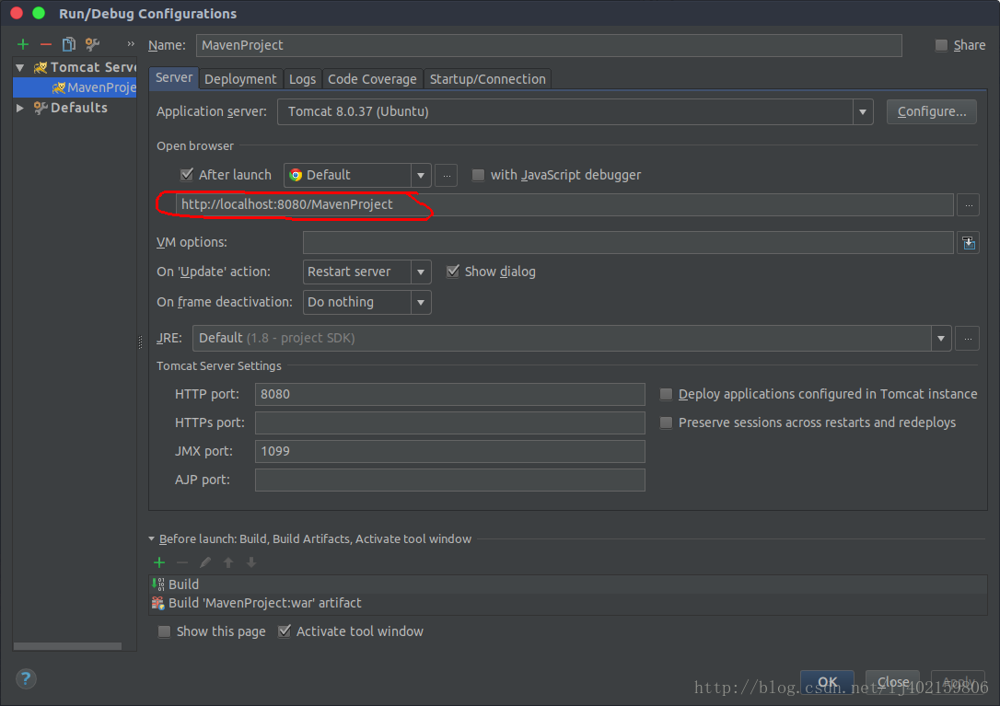 Run/Debug Configurations
»
Name: MavenProject
Share
Tomcat Serve
MavenProje
Defaults
Server Deployment Logs Code Coverage Startup/Connection
Application server: Tomcat 8.0.37 (Ubuntu) Configure...
Open browser
After launch Default ... with JavaScript debugger
http://localhost:8080/MavenProject ...
VM options:
On 'Update' action: Restart server Show dialog
On frame deactivation: Do nothing
JRE: Default (1.8 - project SDK) ...
Tomcat Server Settings
HTTP port: 8080 Deploy applications configured in Tomcat instance
HTTPs port: Preserve sessions across restarts and redeploys
JMX port: 1099
AJP port:
Before launch: Build, Build Artifacts, Activate tool window
Build
Build 'MavenProject:war' artifact
Show this page Activate tool window
? OK Close Apply
http://blog.csdn.net/lj402159806